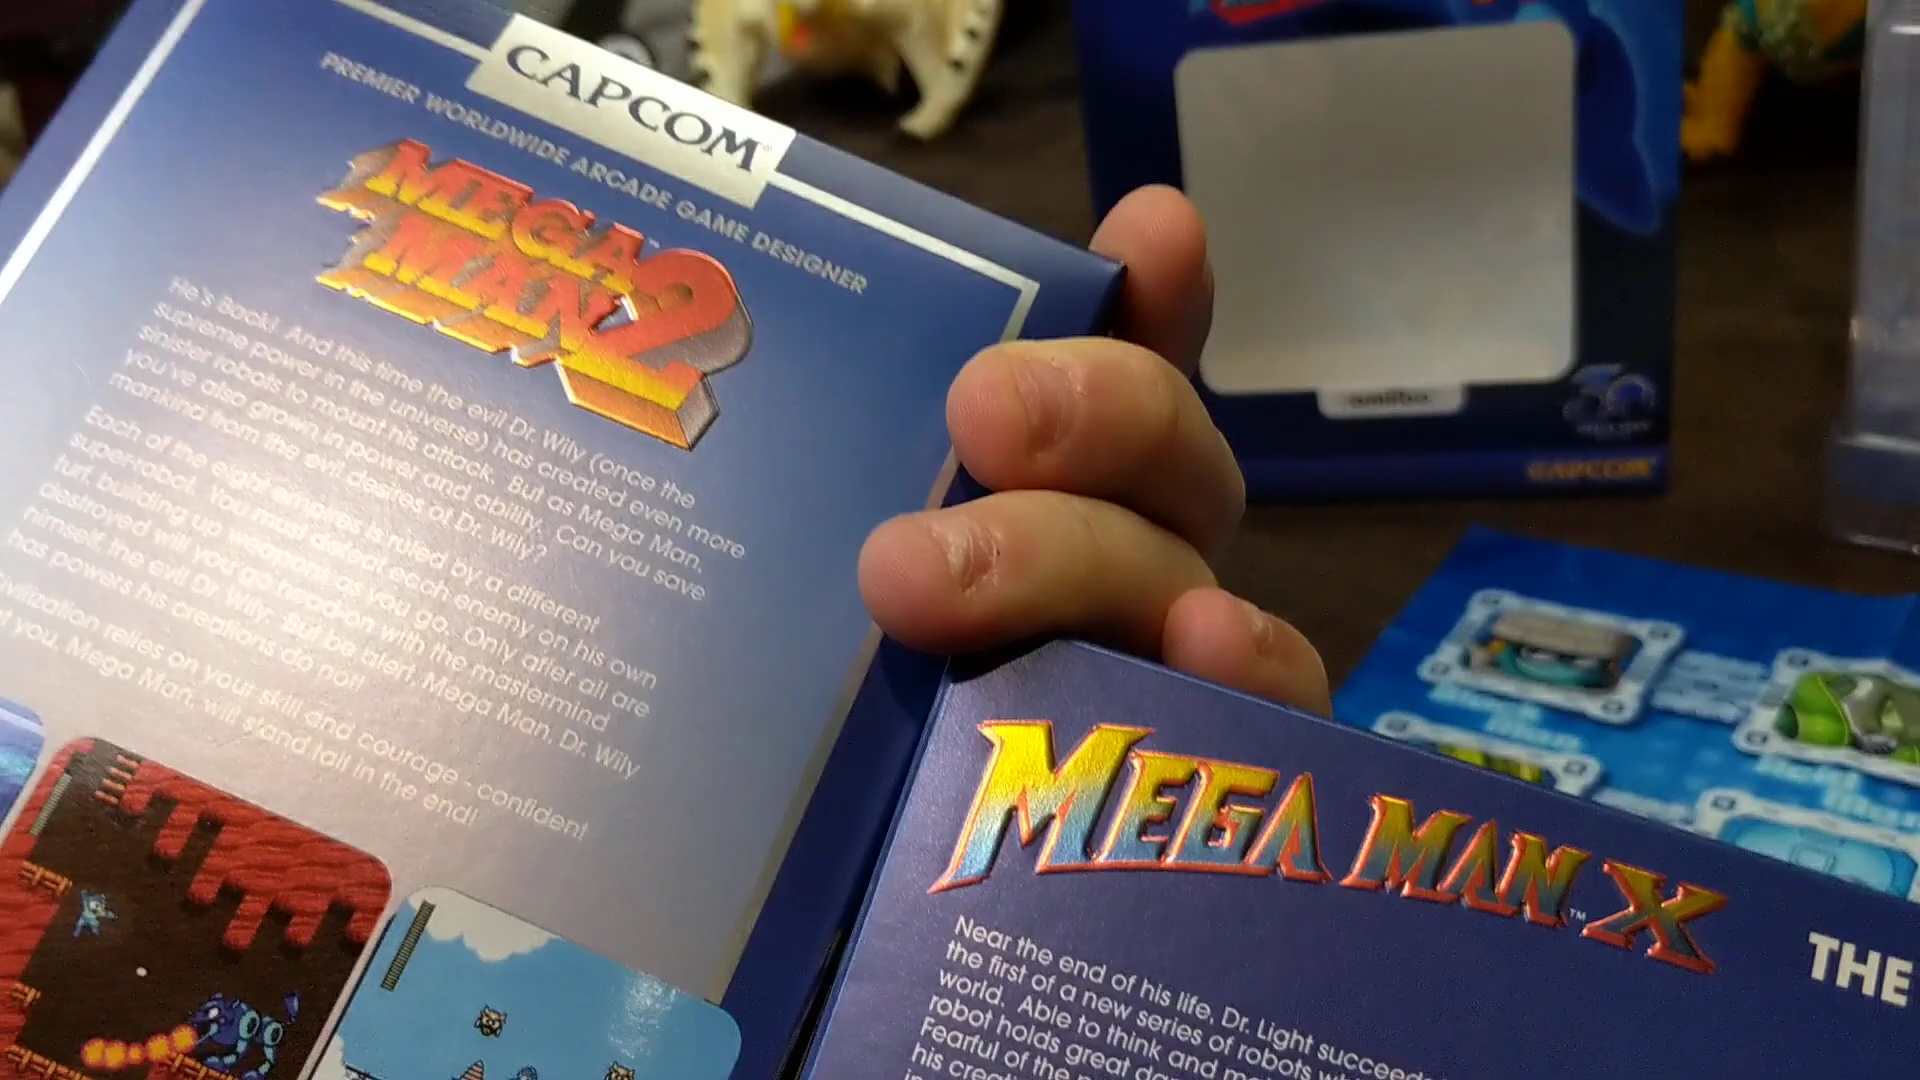 CAPCOM
PREMIER WORLDWIDE ARCADE GAME DESIGNER
MEGA
MAN 2
He's Back! And this time the evil Dr. Wily (once the
supreme power in the universe) has created even more
sinister robots to mount his attack. But as Mega Man,
you've also grown in power and ability. Can you save
mankind from the evil desires of Dr. Wily?
Each of the eight empires is ruled by a different
super-robot. You must defeat each enemy on his own
turf, building up weapons as you go. Only after all are
destroyed will you go head-on with the mastermind
himself, the evil Dr. Wily. But be alert, Mega Man, Dr. Wily
has powers his creations do not!
Civilization relies on your skill and courage - confident
you, Mega Man, will stand tall in the end!
amiibo
30
CAPCOM
MEGA MAN X
THE
Near the end of his life, Dr. Light
the first of a new series of robots
world. Able to think and
robot holds great
Fearful of the
his